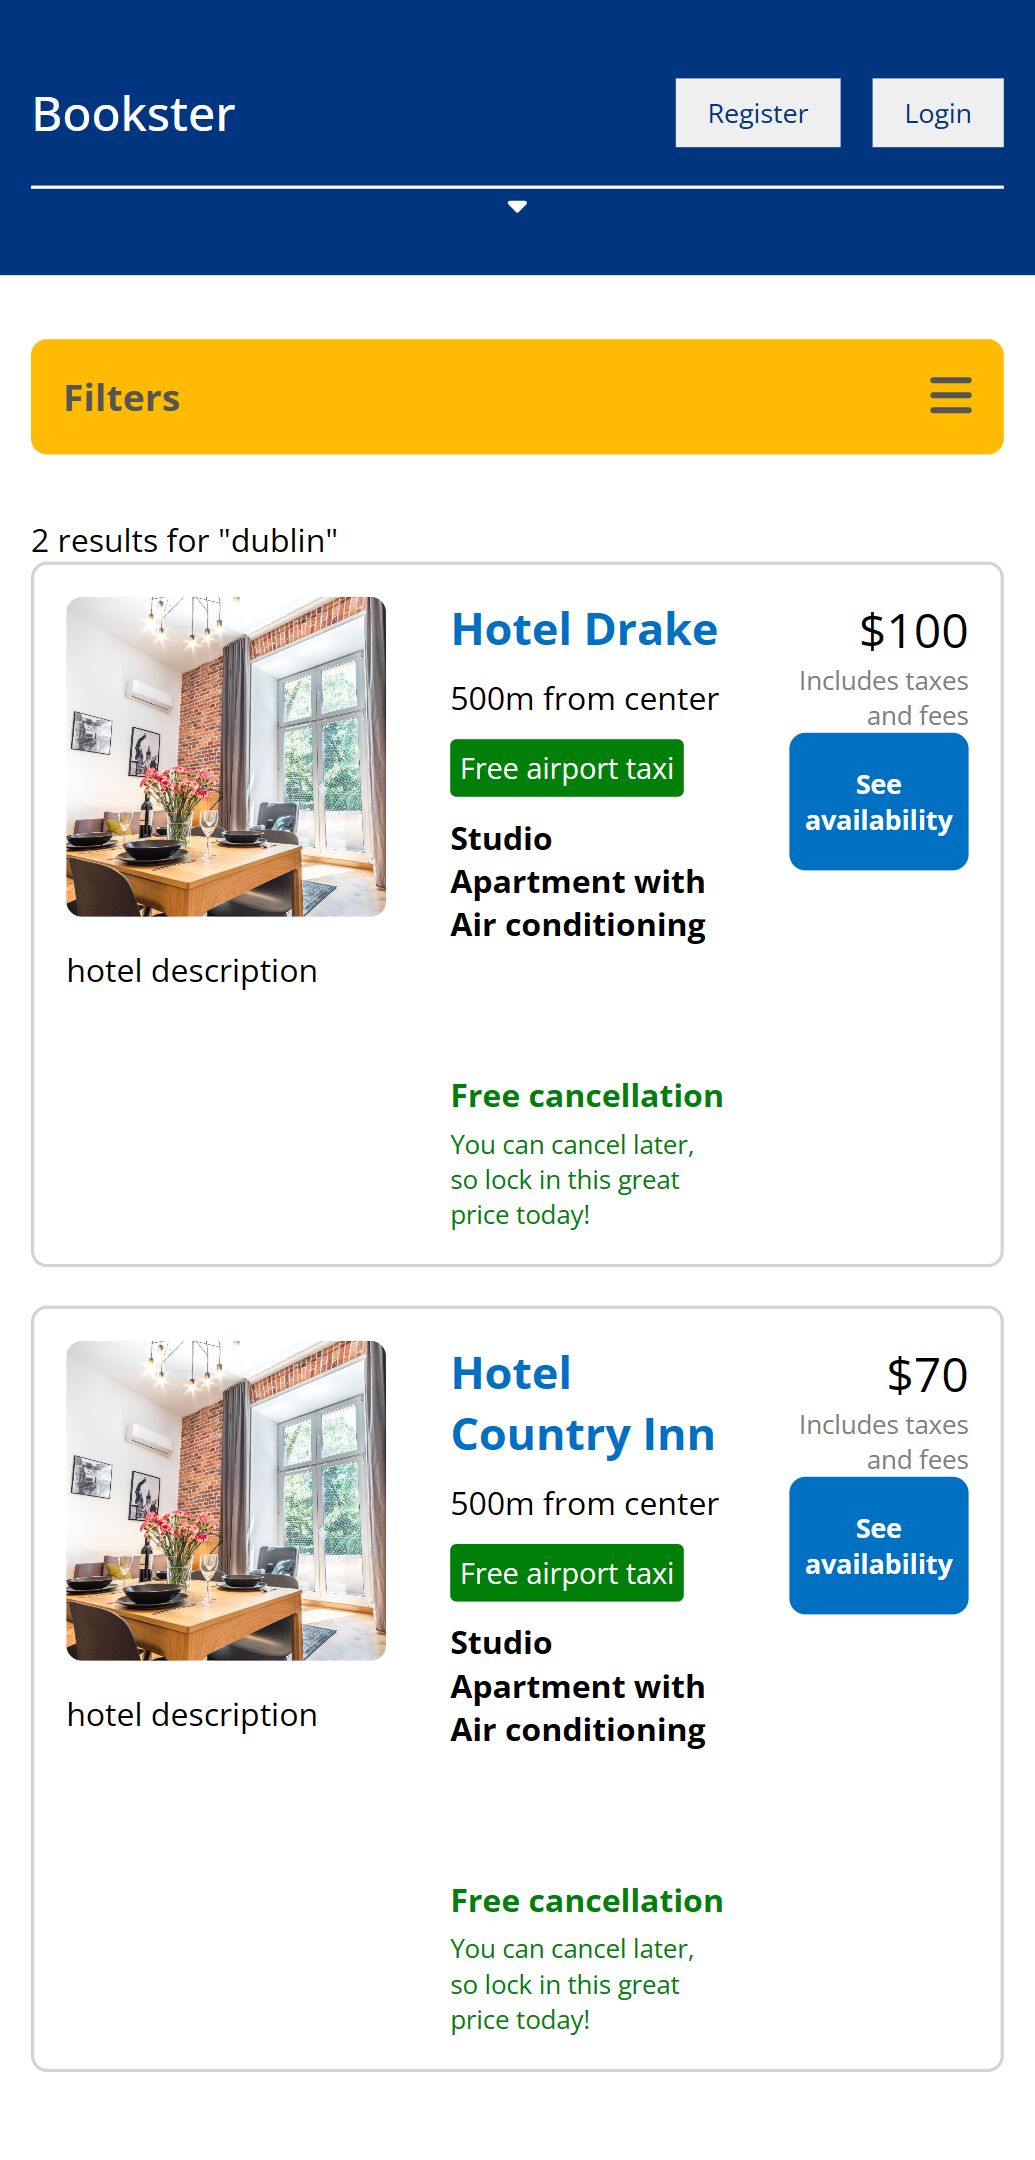 Bookster
Register
Login
Filters
2 results for "dublin"
Hotel Drake
500m from center
Free airport taxi
Studio
Apartment with
Air conditioning
Free cancellation
You can cancel later,
so lock in this great
price today!
$100
Includes taxes
and fees
See
availability
hotel description
Hotel
Country Inn
500m from center
Free airport taxi
Studio
Apartment with
Air conditioning
Free cancellation
You can cancel later,
so lock in this great
price today!
$70
Includes taxes
and fees
See
availability
hotel description